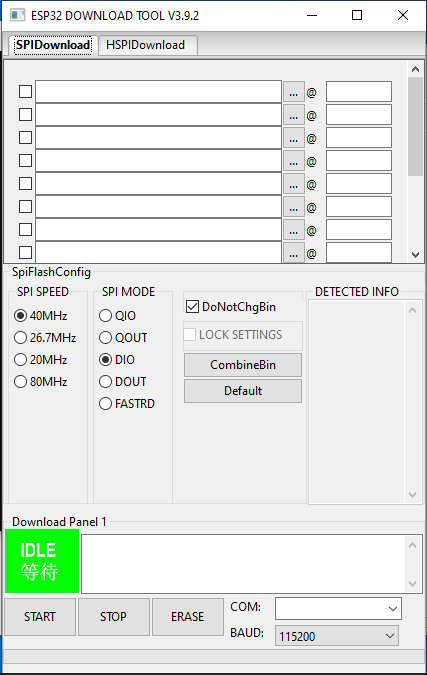 ESP32 DOWNLOAD TOOL V3.9.2
SPIDownload HSPIDownload
... @
... @
... @
... @
... @
... @
... @
... @
SpiFlashConfig
SPI SPEED
40MHz
26.7MHz
20MHz
80MHz
SPI MODE
QIO
QOUT
DIO
DOUT
FASTRD
DoNotChgBin
LOCK SETTINGS
CombineBin
Default
DETECTED INFO
Download Panel 1
IDLE
等待
START STOP ERASE
COM:
BAUD: 115200